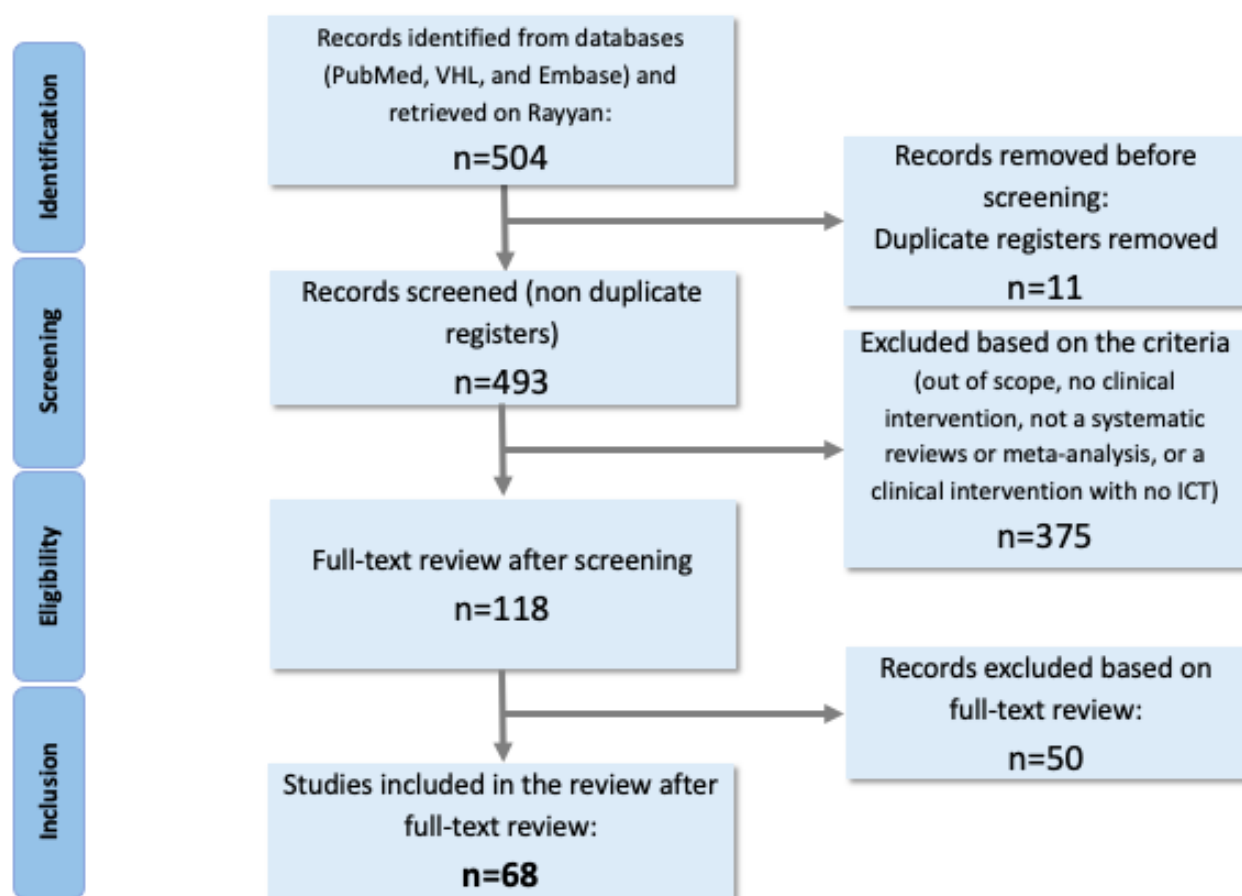 Identification
Records identified from databases
(PubMed, VHL, and Embase) and
retrieved on Rayyan:
n=504
Records removed before
screening:
Duplicate registers removed
n=11
Screening
Records screened (non duplicate
registers)
n=493
Excluded based on the criteria
(out of scope, no clinical
intervention, not a systematic
reviews or meta-analysis, or a
clinical intervention with no ICT)
n=375
Eligibility
Full-text review after screening
n=118
Records excluded based on
full-text review:
n=50
Inclusion
Studies included in the review after
full-text review:
n=68